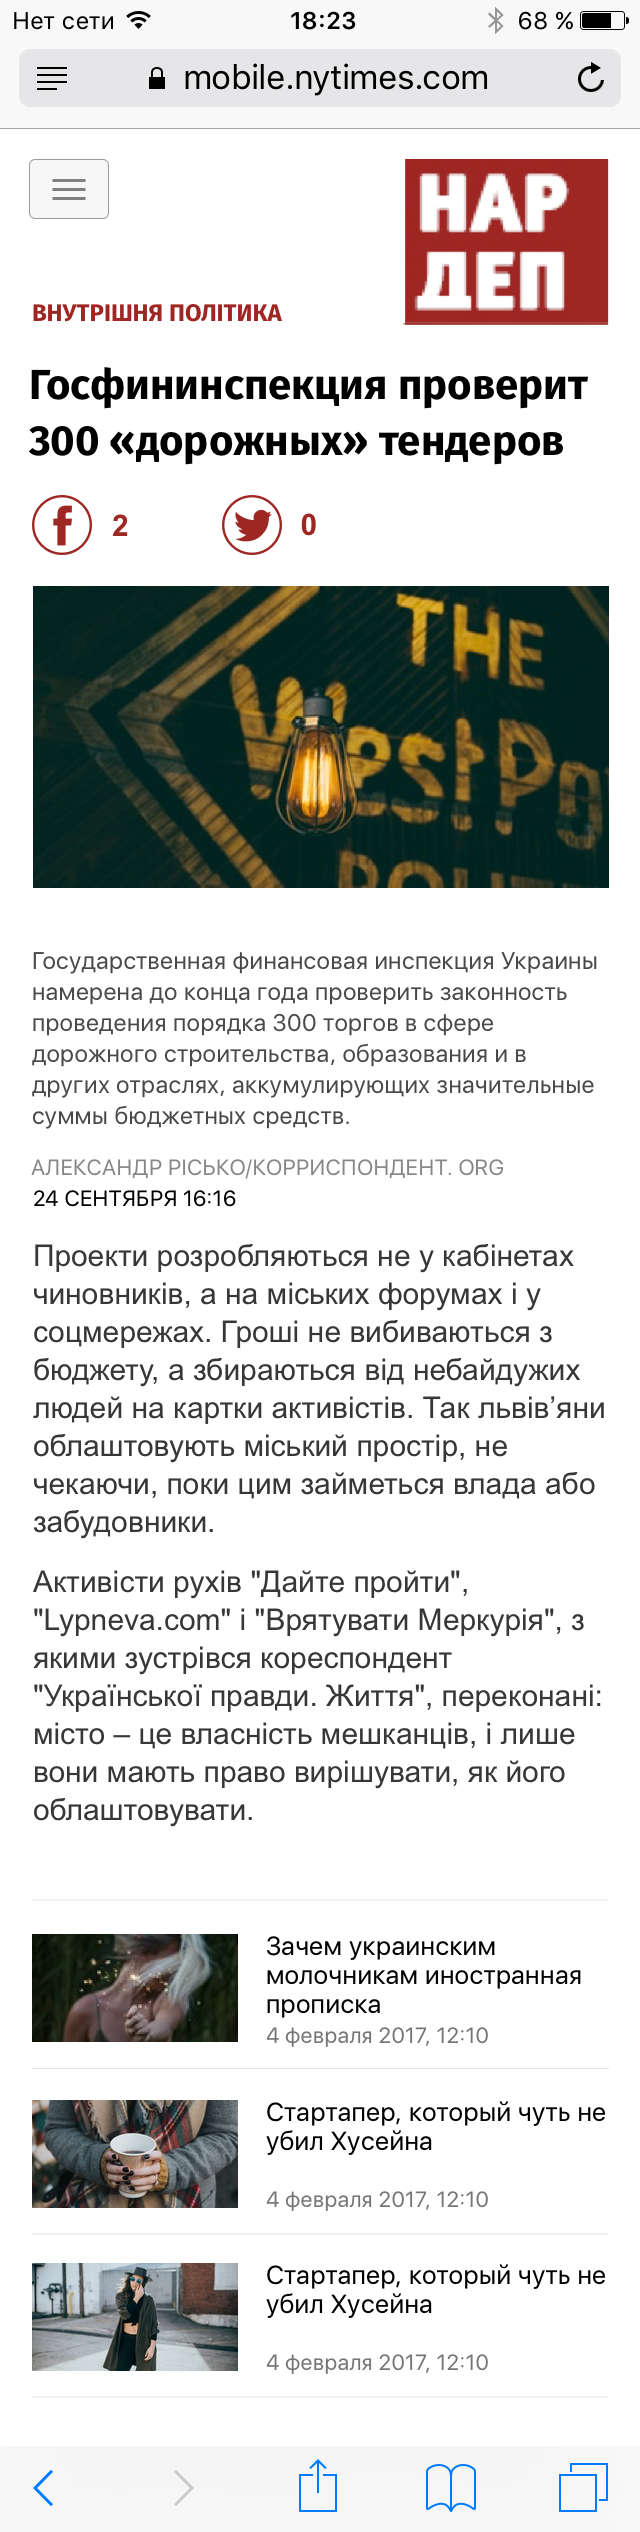 Нет сети 18:23 68 %
mobile.nytimes.com
НАР
ДЕП
ВНУТРІШНЯ ПОЛІТИКА
Госфининспекция проверит
300 «дорожных» тендеров
2 0
THE
West Po
Государственная финансовая инспекция Украины
намерена до конца года проверить законность
проведения порядка 300 торгов в сфере
дорожного строительства, образования и в
других отраслях, аккумулирующих значительные
суммы бюджетных средств.
АЛЕКСАНДР РІСЬКО/КОРРИСПОНДЕНТ. ORG
24 СЕНТЯБРЯ 16:16
Проекти розробляються не у кабінетах
чиновників, а на міських форумах і у
соцмережах. Гроші не вибиваються з
бюджету, а збираються від небайдужих
людей на картки активістів. Так львів’яни
облаштовують міський простір, не
чекаючи, поки цим займеться влада або
забудовники.
Активісти рухів "Дайте пройти",
"Lypneva.com" і "Врятувати Меркурія", з
якими зустрівся кореспондент
"Української правди. Життя", переконані:
місто – це власність мешканців, і лише
вони мають право вирішувати, як його
облаштовувати.
Зачем украинским
молочникам иностранная
прописка
4 февраля 2017, 12:10
Стартапер, который чуть не
убил Хусейна
4 февраля 2017, 12:10
Стартапер, который чуть не
убил Хусейна
4 февраля 2017, 12:10